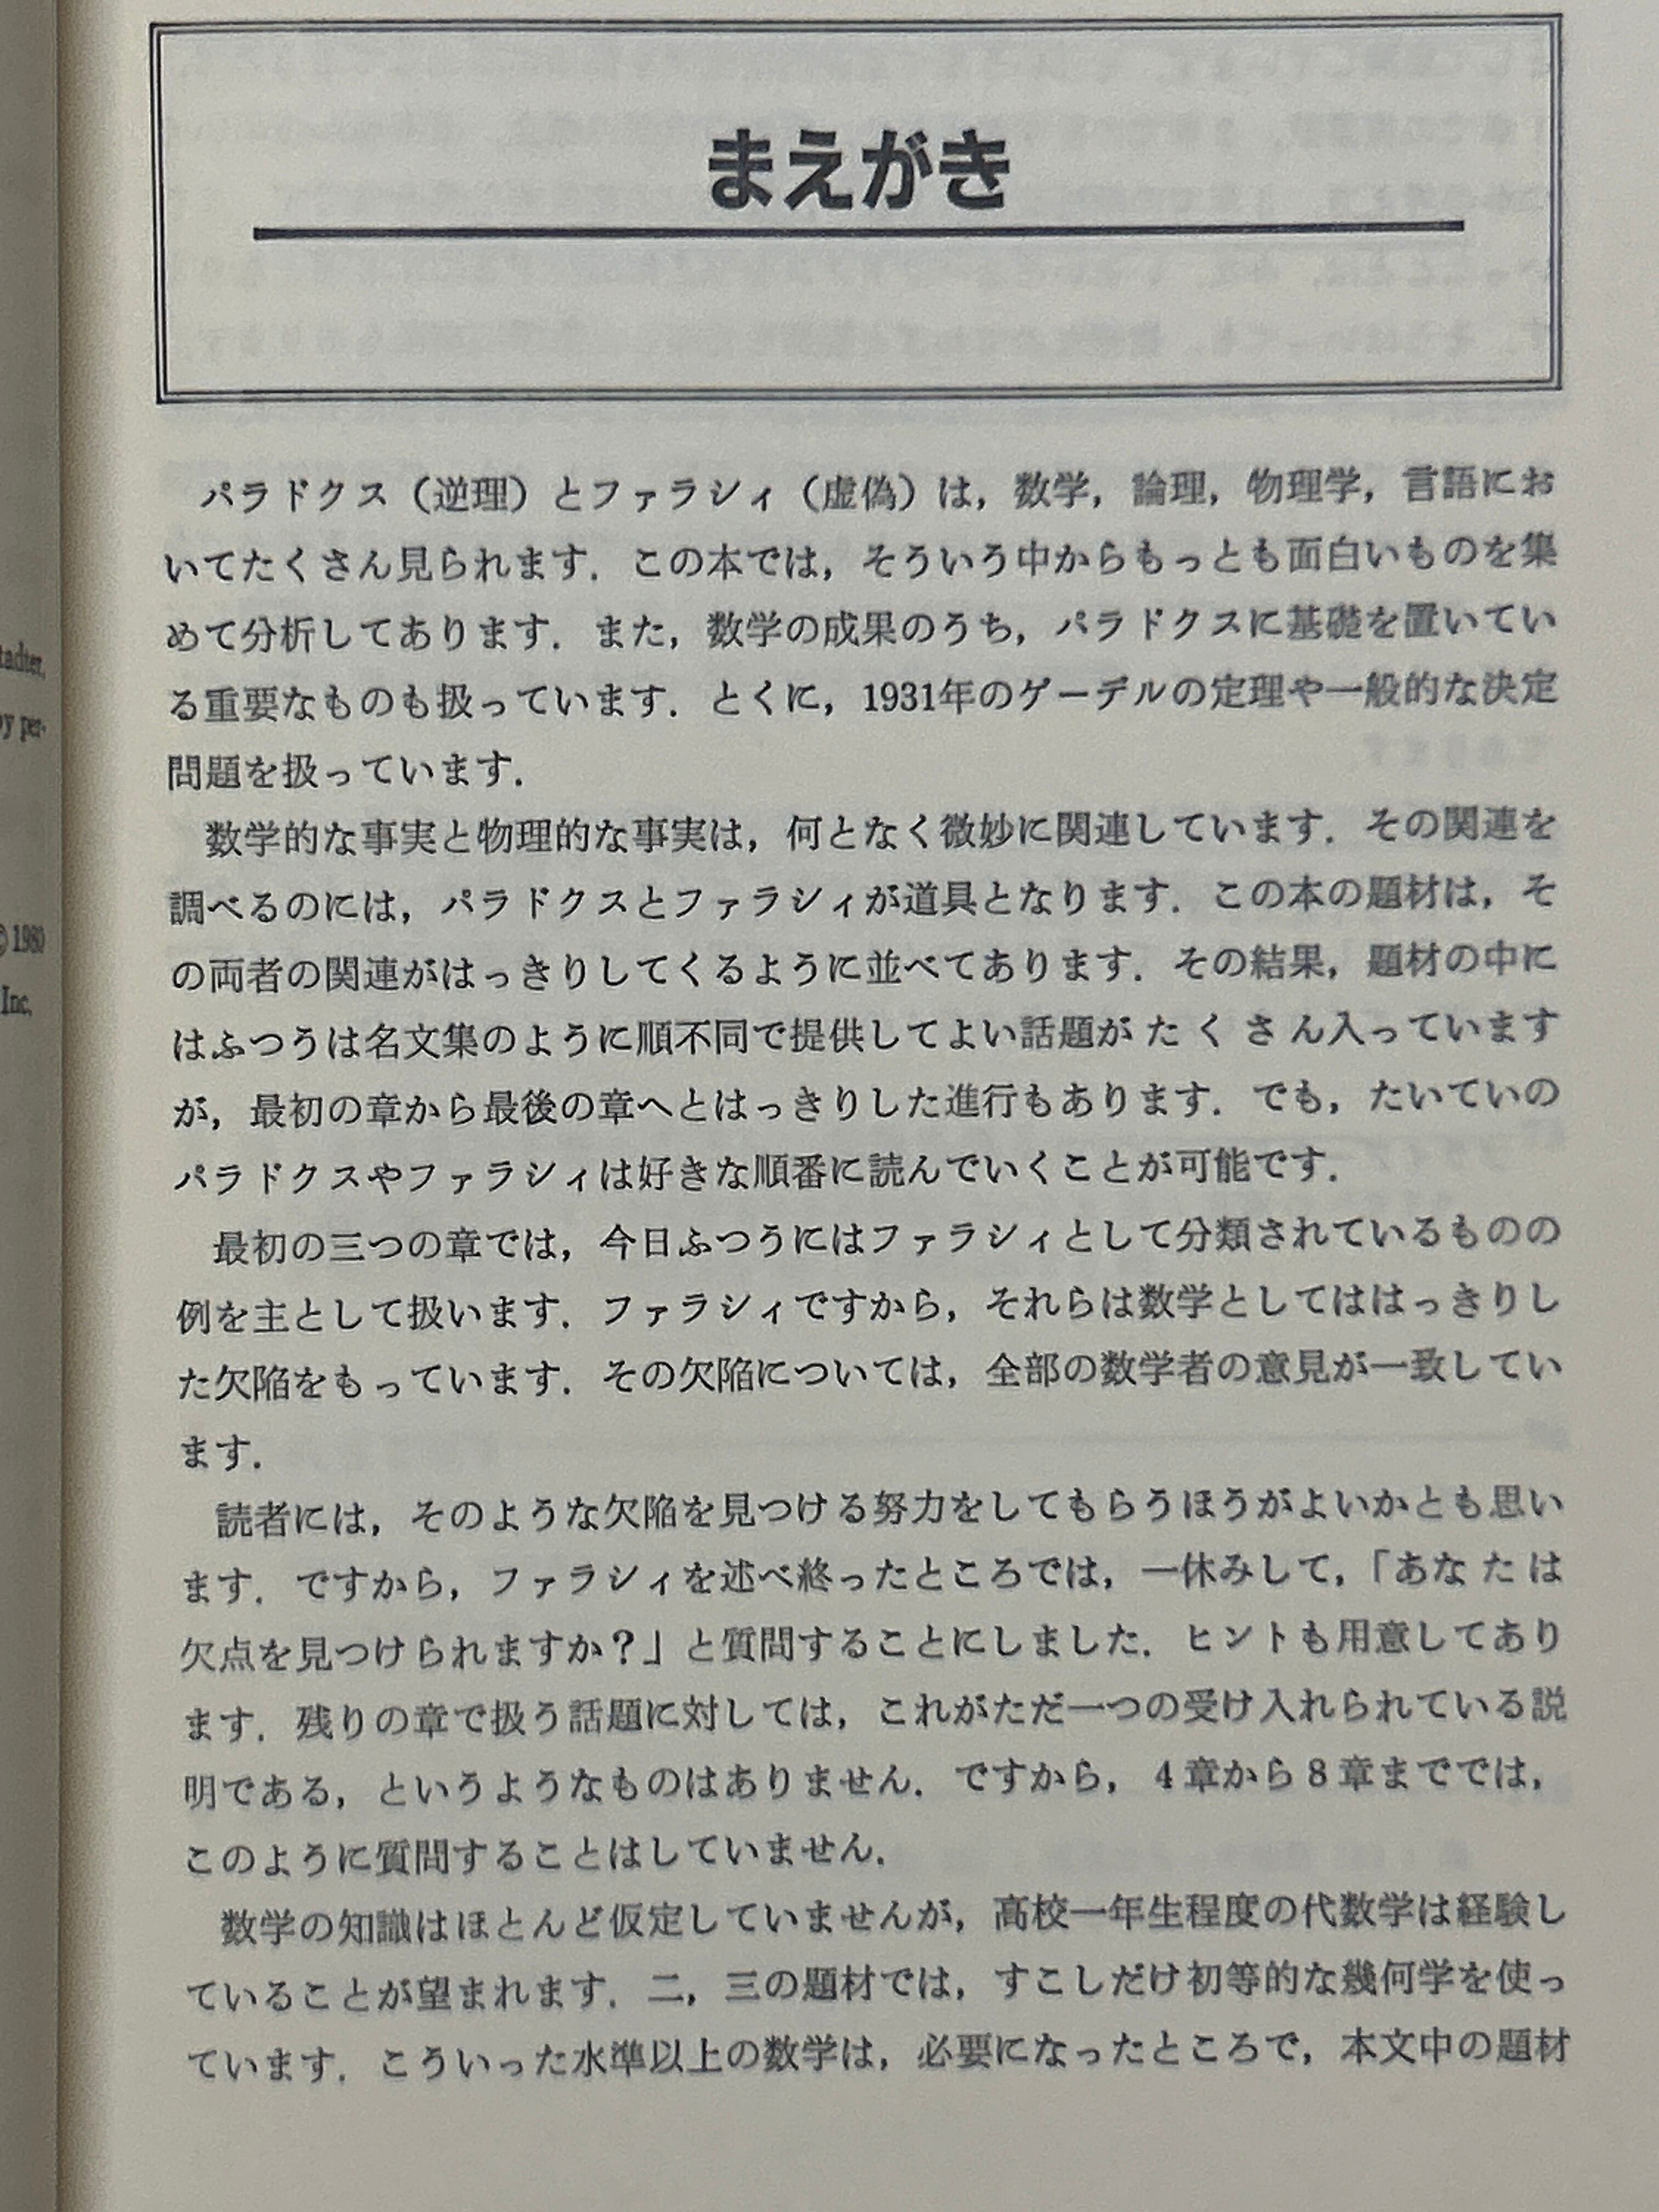 まえがき
パラドクス（逆理）とファラシィ（虚偽）は，数学，論理，物理学，言語にお
いてたくさん見られます．この本では，そういう中からもっとも面白いものを集
めて分析してあります．また，数学の成果のうち，パラドクスに基礎を置いてい
る重要なものも扱っています．とくに，1931年のゲーデルの定理や一般的な決定
問題を扱っています．
数学的な事実と物理的な事実は，何となく微妙に関連しています．その関連を
調べるのには，パラドクスとファラシィが道具となります．この本の題材は，そ
の両者の関連がはっきりしてくるように並べてあります．その結果，題材の中に
はふつうは名文集のように順不同で提供してよい話題がたくさん入っています
が，最初の章から最後の章へとはっきりした進行もあります．でも，たいていの
パラドクスやファラシィは好きな順番に読んでいくことが可能です．
最初の三つの章では，今日ふつうにはファラシィとして分類されているものの
例を主として扱います．ファラシィですから，それらは数学としてははっきりし
た欠陥をもっています．その欠陥については，全部の数学者の意見が一致してい
ます．
読者には，そのような欠陥を見つける努力をしてもらうほうがよいかとも思い
ます．ですから，ファラシィを述べ終ったところでは，一休みして，「あなたは
欠点を見つけられますか？」と質問することにしました．ヒントも用意してあり
ます．残りの章で扱う話題に対しては，これがただ一つの受け入れられている説
明である，というようなものはありません．ですから，4章から8章まででは，
このように質問することはしていません．
数学の知識はほとんど仮定していませんが，高校一年生程度の代数学は経験し
ていることが望まれます．二，三の題材では，すこしだけ初等的な幾何学を使っ
ています．こういった水準以上の数学は，必要になったところで，本文中の題材
tadter,
by per-
© 1980
Inc.